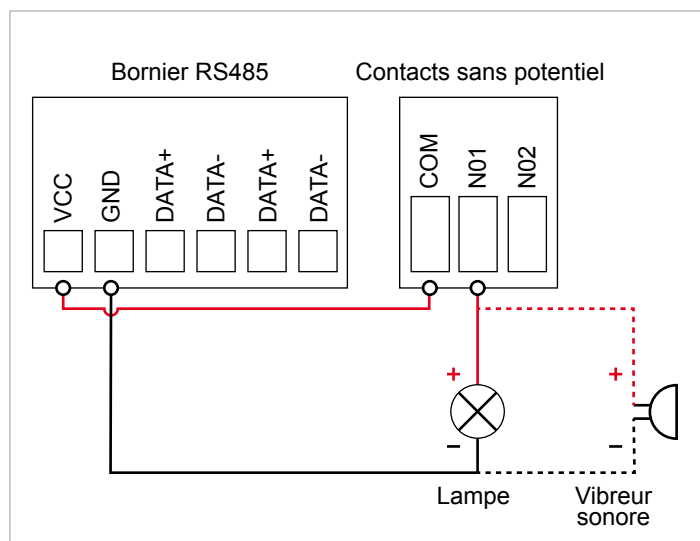 Bornier RS485
Contacts sans potentiel
VCC
GND
DATA+
DATA-
DATA+
DATA-
COM
N01
N02
+
+
–
–
Lampe
Vibreur
sonore